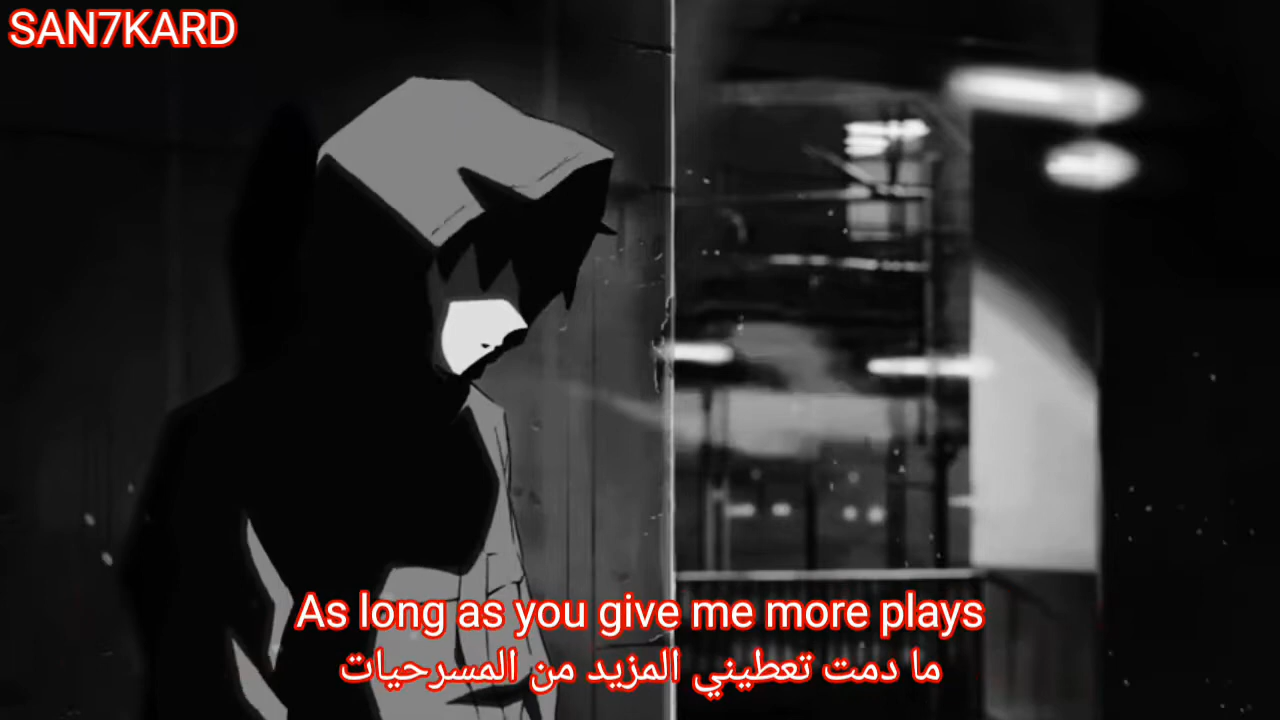 SAN7KARD
As long as you give me more plays
ما دمت تعطيني المزيد من المسرحيات